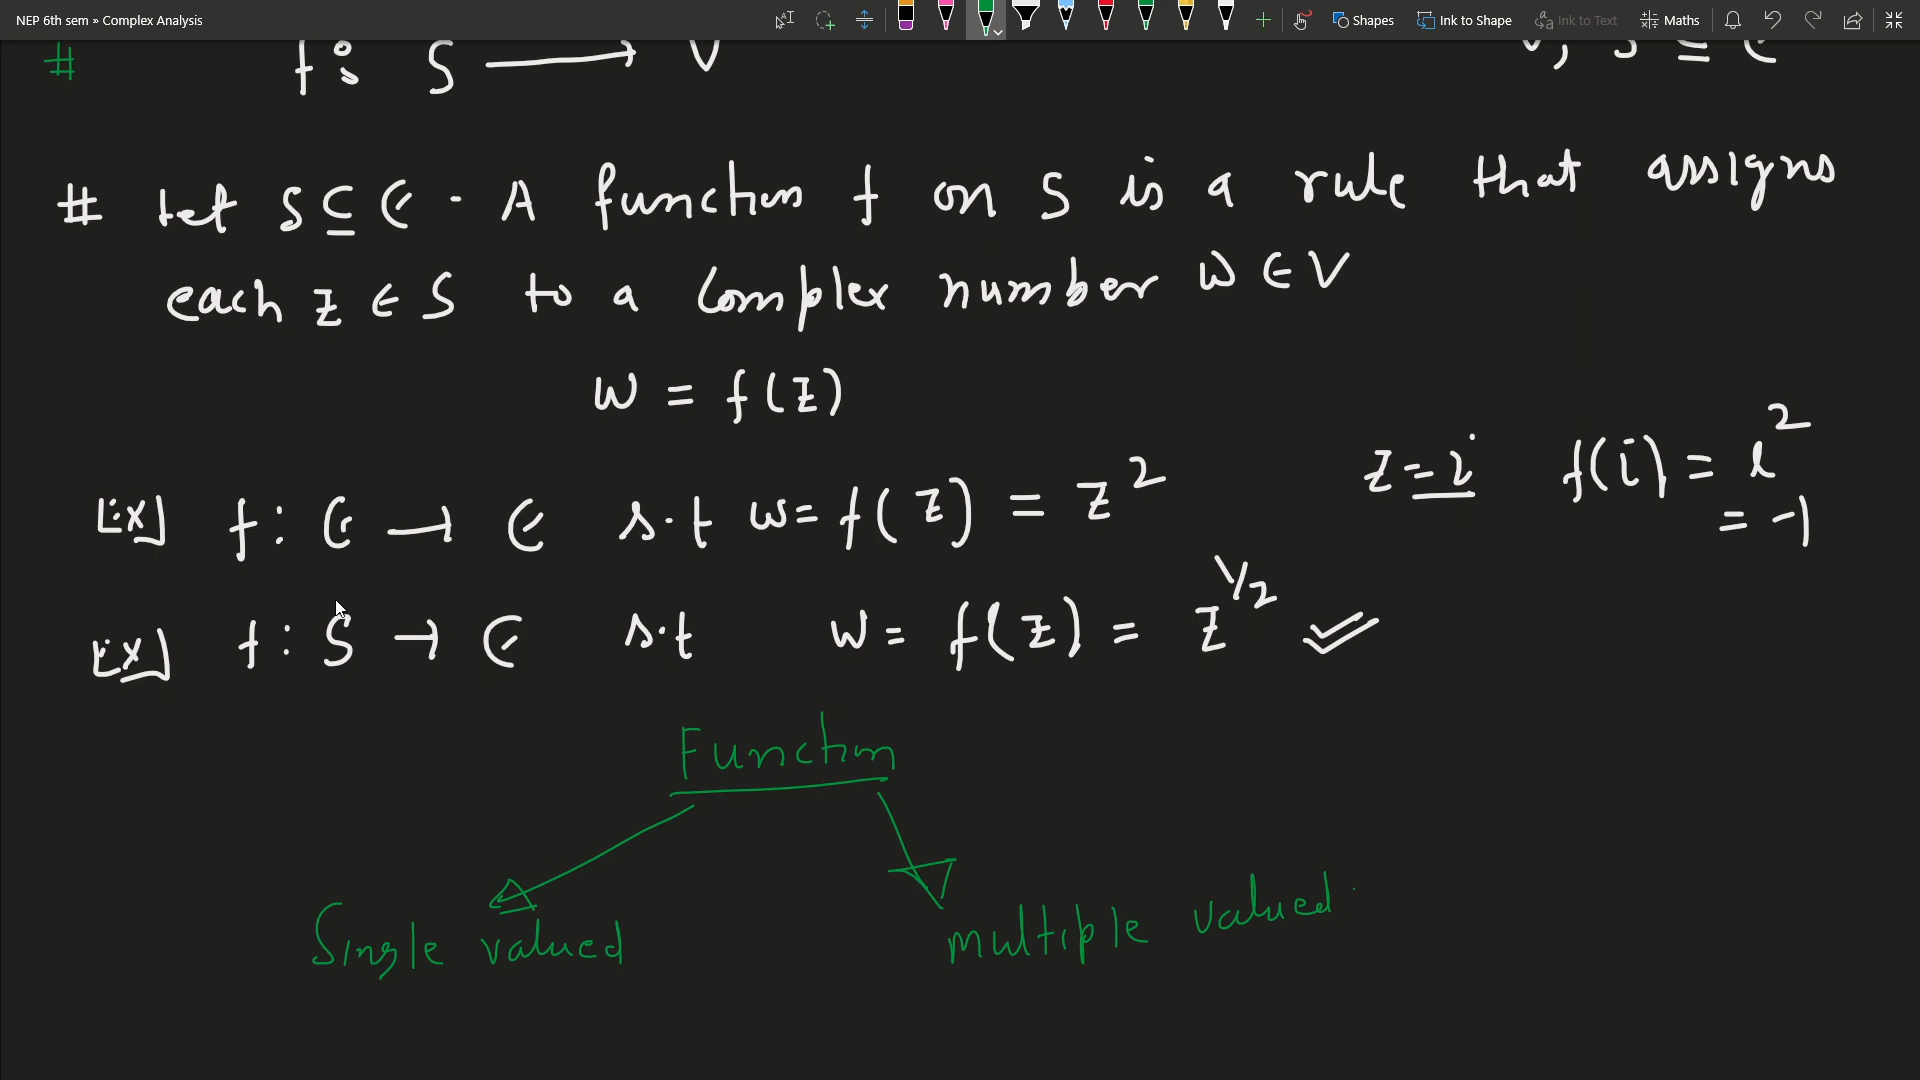 NEP 6th sem » Complex Analysis
Shapes Ink to Shape Ink to Text Maths
# f: S → V V, S ⊆ ℂ
# Let S ⊆ ℂ. A function f on S is a rule that assigns
each z ∈ S to a complex number w ∈ V
w = f(z)
z = i f(i) = i²
= -1
Ex] f: ℂ → ℂ s.t w = f(z) = z²
Ex] f: S → ℂ s.t w = f(z) = z^1/2
Function
Single valued multiple valued.